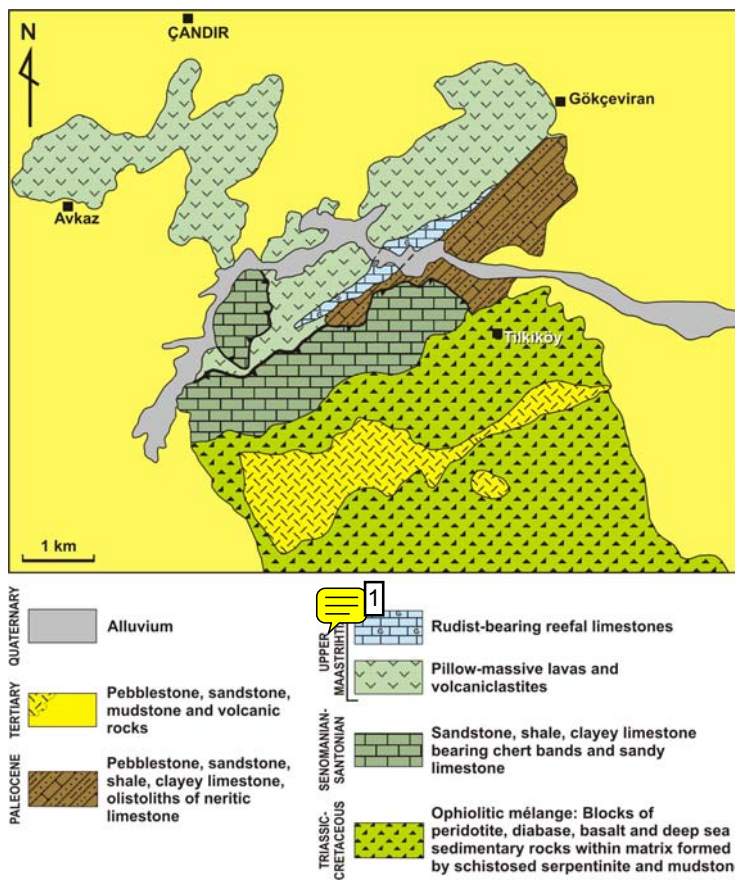 ÇANDIR
N
Gökçeviran
Avkaz
Tilkiköy
1 km
QUATERNARY
Alluvium
TERTIARY
Pebblestone, sandstone,
mudstone and volcanic
rocks
PALEOCENE
Pebblestone, sandstone,
shale, clayey limestone,
olistoliths of neritic
limestone
1
UPPER
MAASTRIHTI
G
G
G
Rudist-bearing reefal limestones
Pillow-massive lavas and
volcaniclastites
SENOMANIAN-
SANTONIAN
Sandstone, shale, clayey limestone
bearing chert bands and sandy
limestone
TRIASSIC-
CRETACEOUS
Ophiolitic mélange: Blocks of
peridotite, diabase, basalt and deep sea
sedimentary rocks within matrix formed
by schistosed serpentinite and mudston